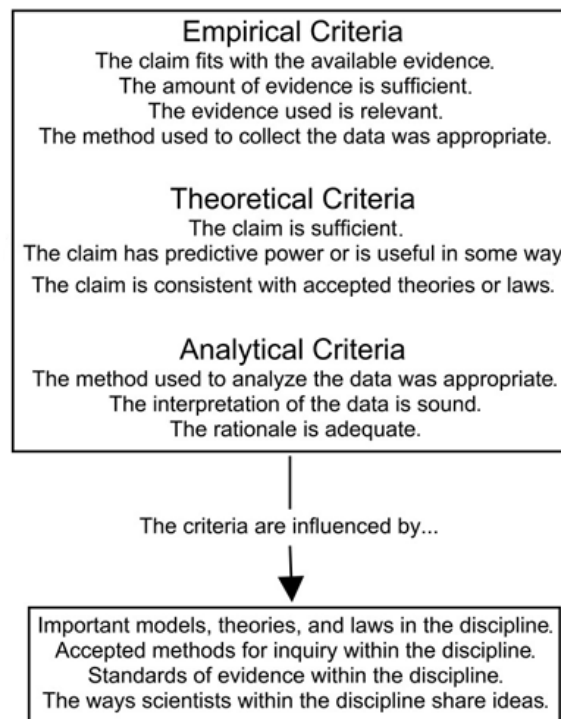 Empirical Criteria
The claim fits with the available evidence.
The amount of evidence is sufficient.
The evidence used is relevant.
The method used to collect the data was appropriate.
Theoretical Criteria
The claim is sufficient.
The claim has predictive power or is useful in some way
The claim is consistent with accepted theories or laws.
Analytical Criteria
The method used to analyze the data was appropriate.
The interpretation of the data is sound.
The rationale is adequate.
The criteria are influenced by...
Important models, theories, and laws in the discipline.
Accepted methods for inquiry within the discipline.
Standards of evidence within the discipline.
The ways scientists within the discipline share ideas.